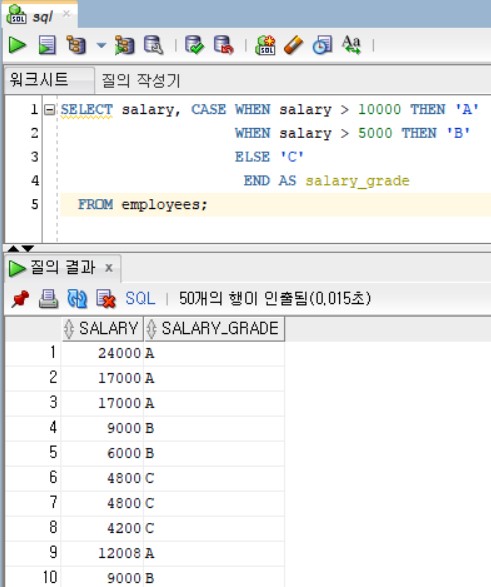 sql
워크시트 질의 작성기
1 SELECT salary, CASE WHEN salary > 10000 THEN 'A'
2 WHEN salary > 5000 THEN 'B'
3 ELSE 'C'
4 END AS salary_grade
5 FROM employees;
질의 결과 x
SQL | 50개의 행이 인출됨(0,015초)
SALARY SALARY_GRADE
1 24000 A
2 17000 A
3 17000 A
4 9000 B
5 6000 B
6 4800 C
7 4800 C
8 4200 C
9 12008 A
10 9000 B